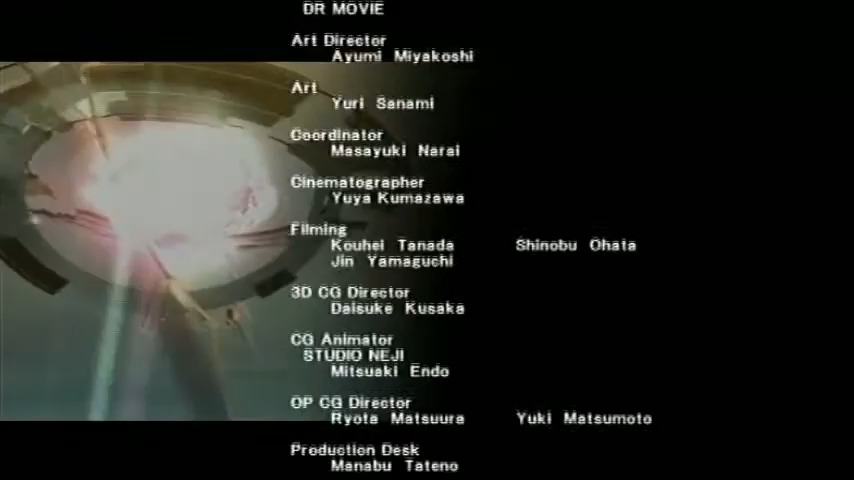 DR MOVIE
Art Director
Ayumi Miyakoshi
Art
Yuri Sanami
Coordinator
Masayuki Narai
Cinematographer
Yuya Kumazawa
Filming
Kouhei Tanada Shinobu Ohata
Jin Yamaguchi
3D CG Director
Daisuke Kusaka
CG Animator
STUDIO NEJI
Mitsuaki Endo
OP CG Director
Ryota Matsuura Yuki Matsumoto
Production Desk
Manabu Tateno